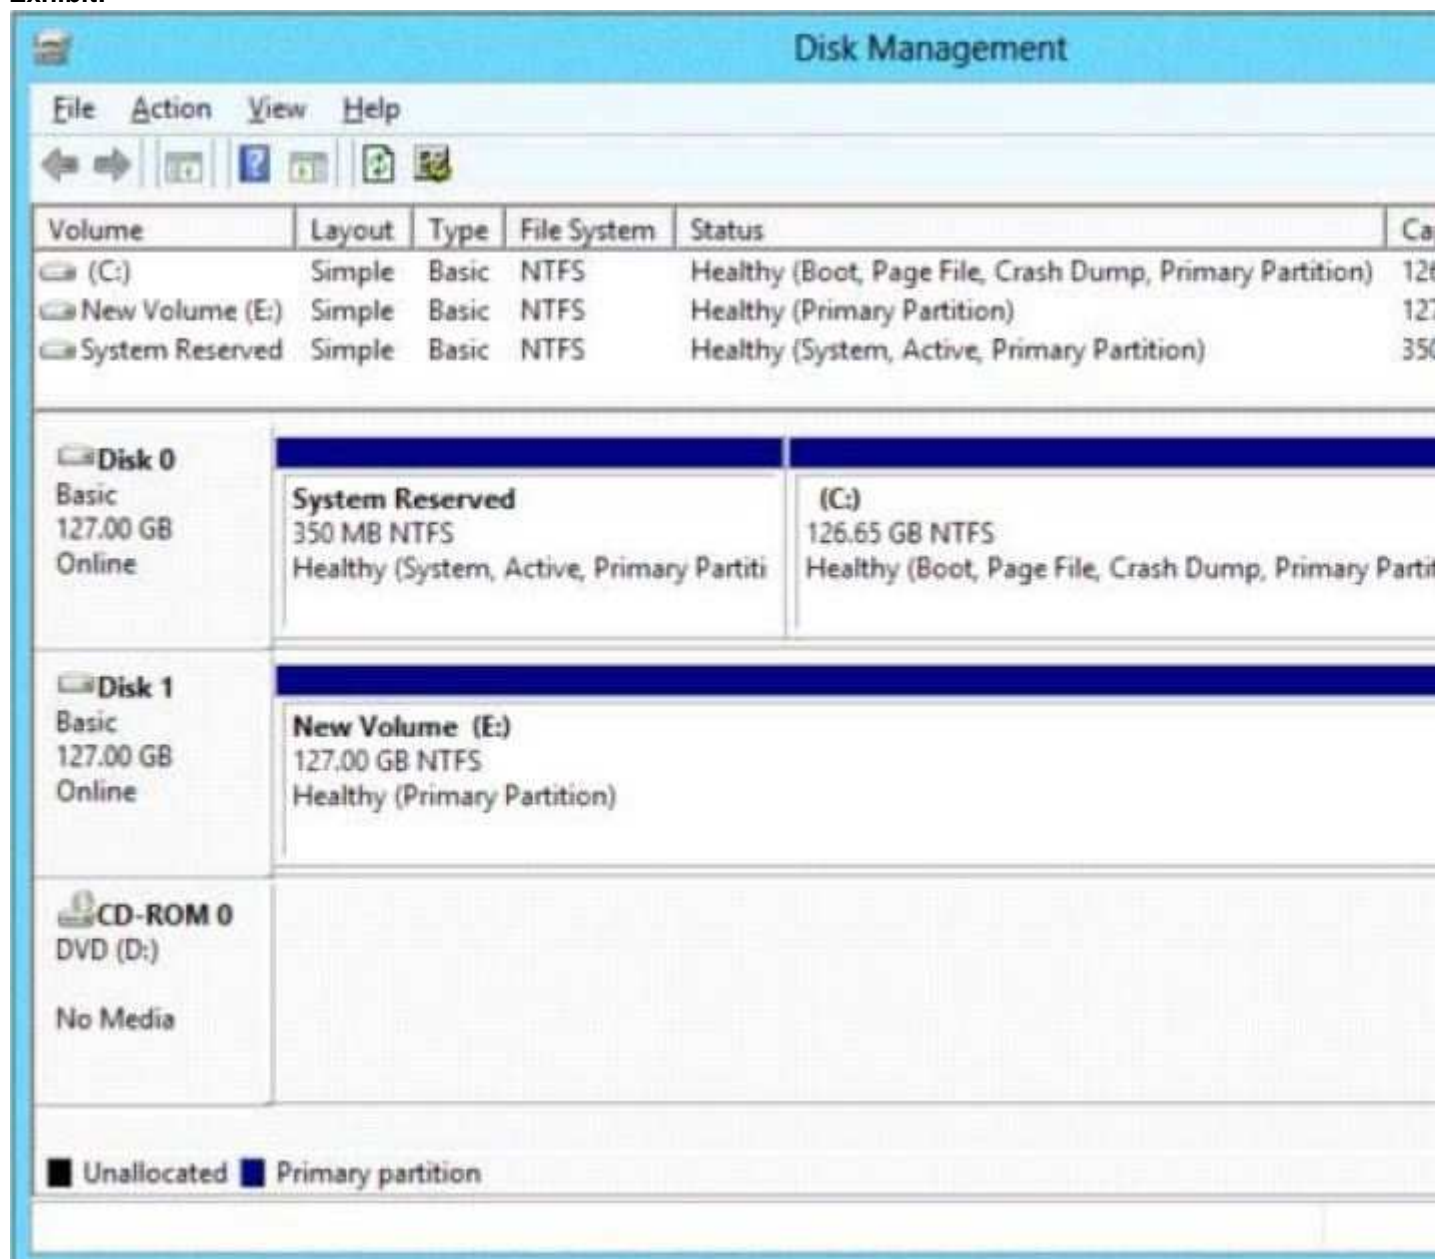 Disk Management
File Action View Help
Volume Layout Type File System Status
(C:) Simple Basic NTFS Healthy (Boot, Page File, Crash Dump, Primary Partition)
New Volume (E:) Simple Basic NTFS Healthy (Primary Partition)
System Reserved Simple Basic NTFS Healthy (System, Active, Primary Partition)
Disk 0
Basic
127.00 GB
Online
System Reserved
350 MB NTFS
Healthy (System, Active, Primary Partiti
(C:)
126.65 GB NTFS
Healthy (Boot, Page File, Crash Dump, Primary Partit
Disk 1
Basic
127.00 GB
Online
New Volume (E:)
127.00 GB NTFS
Healthy (Primary Partition)
CD-ROM 0
DVD (D:)
No Media
Unallocated Primary partition